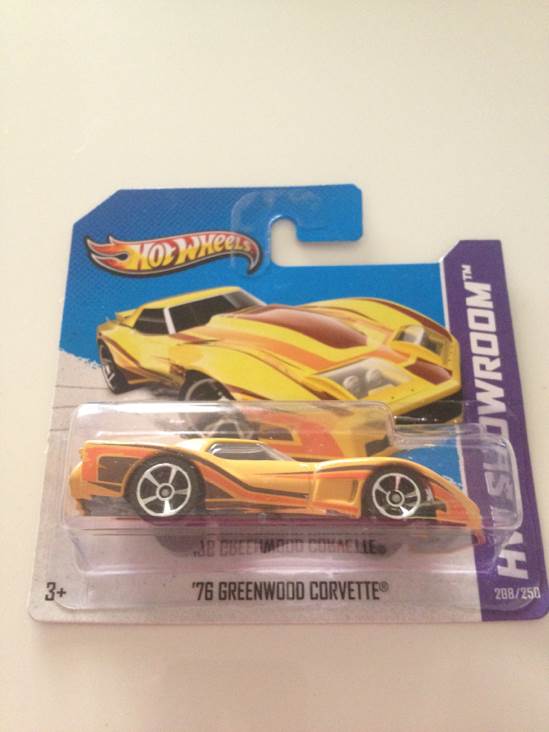 HOT WHEELS
HW SHOWROOM™
'76 GREENWOOD CORVETTE®
3+
208/250